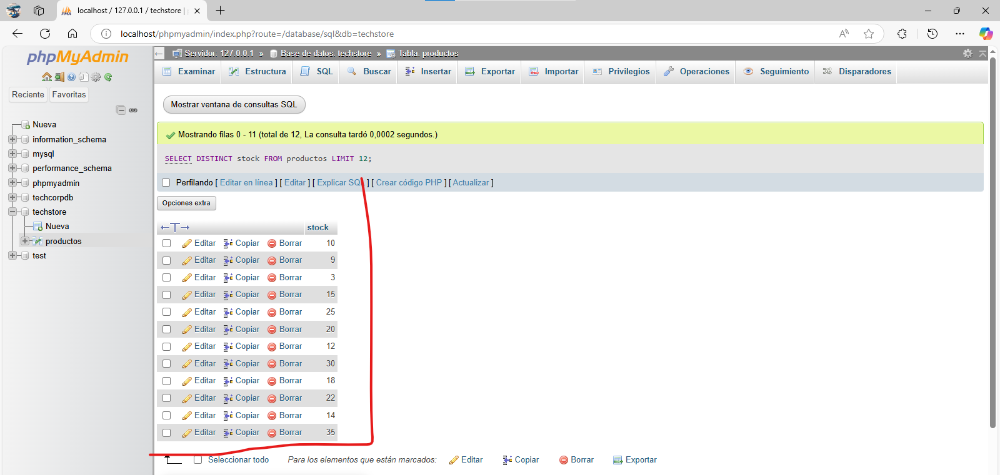 localhost / 127.0.0.1 / techstore |
localhost/phpmyadmin/index.php?route=/database/sql&db=techstore
phpMyAdmin
Reciente Favoritas
Nueva
information_schema
mysql
performance_schema
phpmyadmin
techcorpdb
techstore
Nueva
productos
test
Servidor: 127.0.0.1 » Base de datos: techstore » Tabla: productos
Examinar Estructura SQL Buscar Insertar Exportar Importar Privilegios Operaciones Seguimiento Disparadores
Mostrar ventana de consultas SQL
Mostrando filas 0 - 11 (total de 12, La consulta tardó 0,0002 segundos.)
SELECT DISTINCT stock FROM productos LIMIT 12;
Perfilando [ Editar en línea ] [ Editar ] [ Explicar SQL ] [ Crear código PHP ] [ Actualizar ]
Opciones extra
←T→ stock
Editar Copiar Borrar 10
Editar Copiar Borrar 9
Editar Copiar Borrar 3
Editar Copiar Borrar 15
Editar Copiar Borrar 25
Editar Copiar Borrar 20
Editar Copiar Borrar 12
Editar Copiar Borrar 30
Editar Copiar Borrar 18
Editar Copiar Borrar 22
Editar Copiar Borrar 14
Editar Copiar Borrar 35
Seleccionar todo Para los elementos que están marcados: Editar Copiar Borrar Exportar